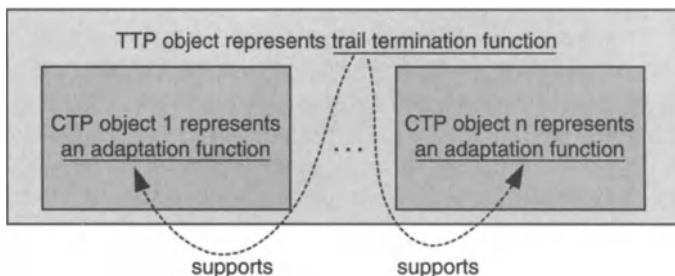 TTP object represents trail termination function
CTP object 1 represents
an adaptation function
...
CTP object n represents
an adaptation function
supports
supports